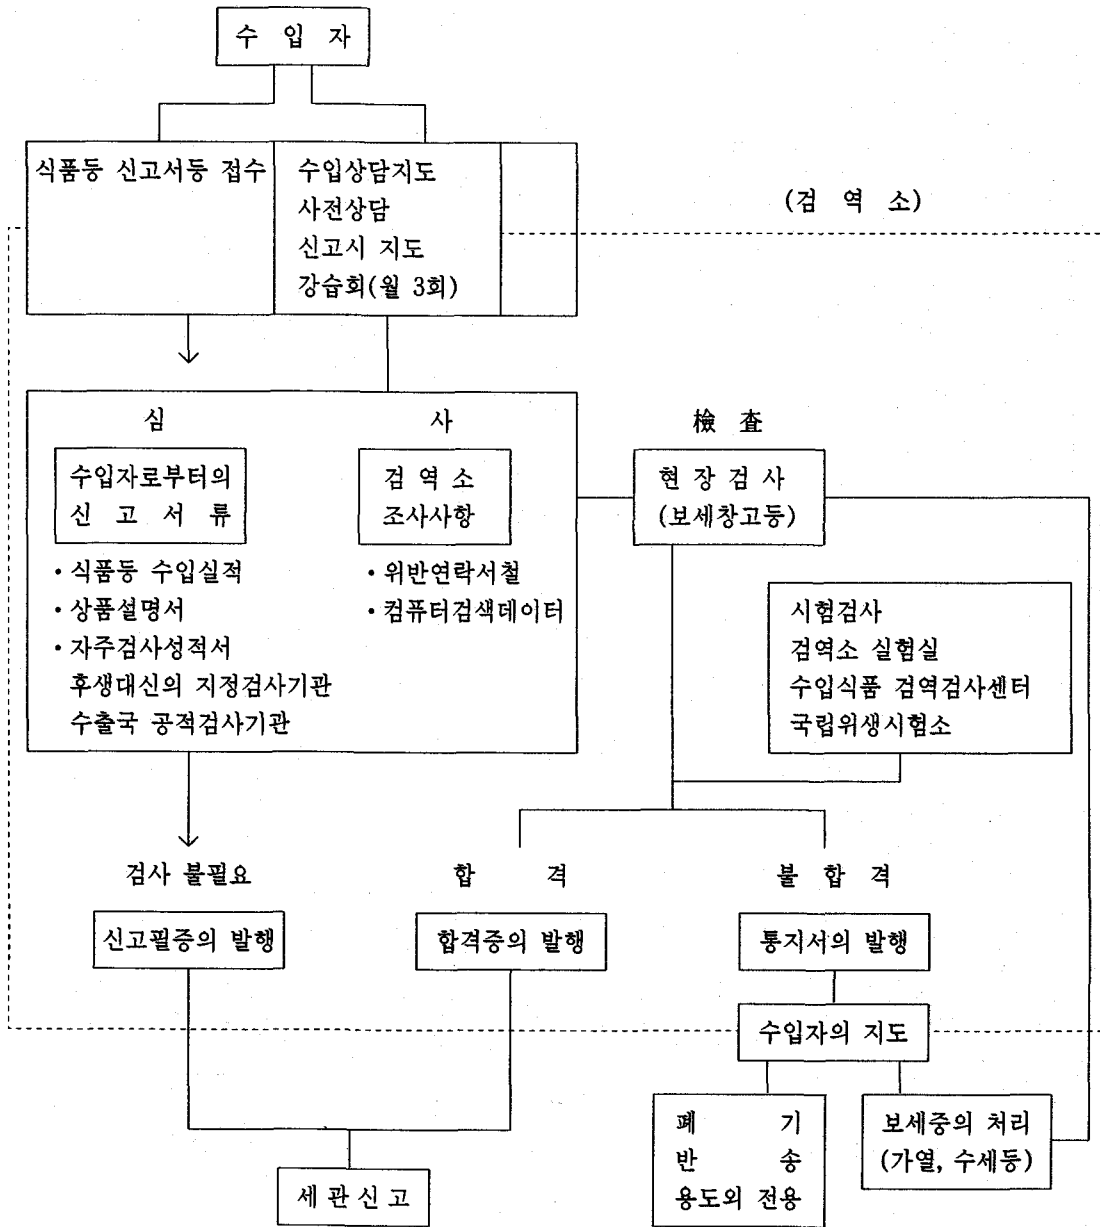 수 입 자
식품등 신고서등 접수
수입상담지도
사전상담
신고시 지도
강습회(월 3회)
(검 역 소)
심 사
수입자로부터의
신 고 서 류
· 식품등 수입실적
· 상품설명서
· 자주검사성적서
후생대신의 지정검사기관
수출국 공적검사기관
검 역 소
조사사항
· 위반연락서철
· 컴퓨터검색데이터
檢 査
현 장 검 사
(보세창고등)
시험검사
검역소 실험실
수입식품 검역검사센터
국립위생시험소
검사 불필요
신고필증의 발행
합 격
합격증의 발행
불 합 격
통지서의 발행
수입자의 지도
폐 기
반 송
용도외 전용
보세중의 처리
(가열, 수세등)
세 관 신 고